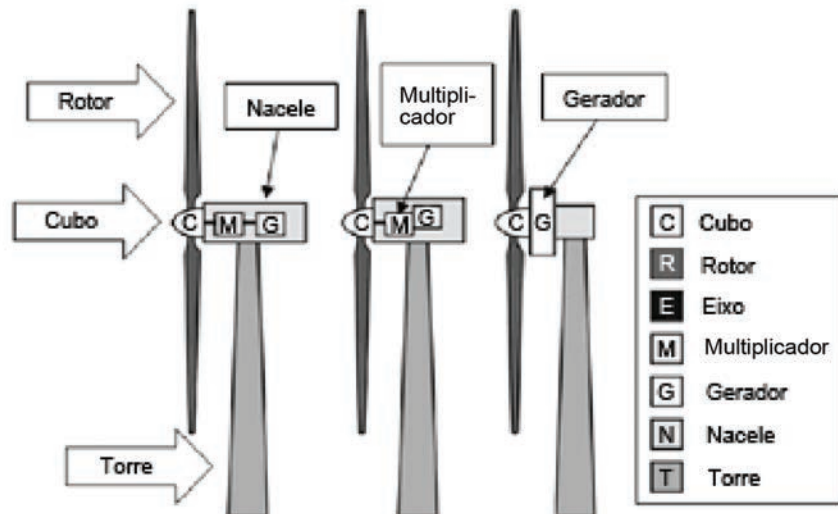 Rotor
Nacele
Multipli-
cador
Gerador
Cubo
C M G
C M G
C G
Torre
C Cubo
R Rotor
E Eixo
M Multiplicador
G Gerador
N Nacele
T Torre